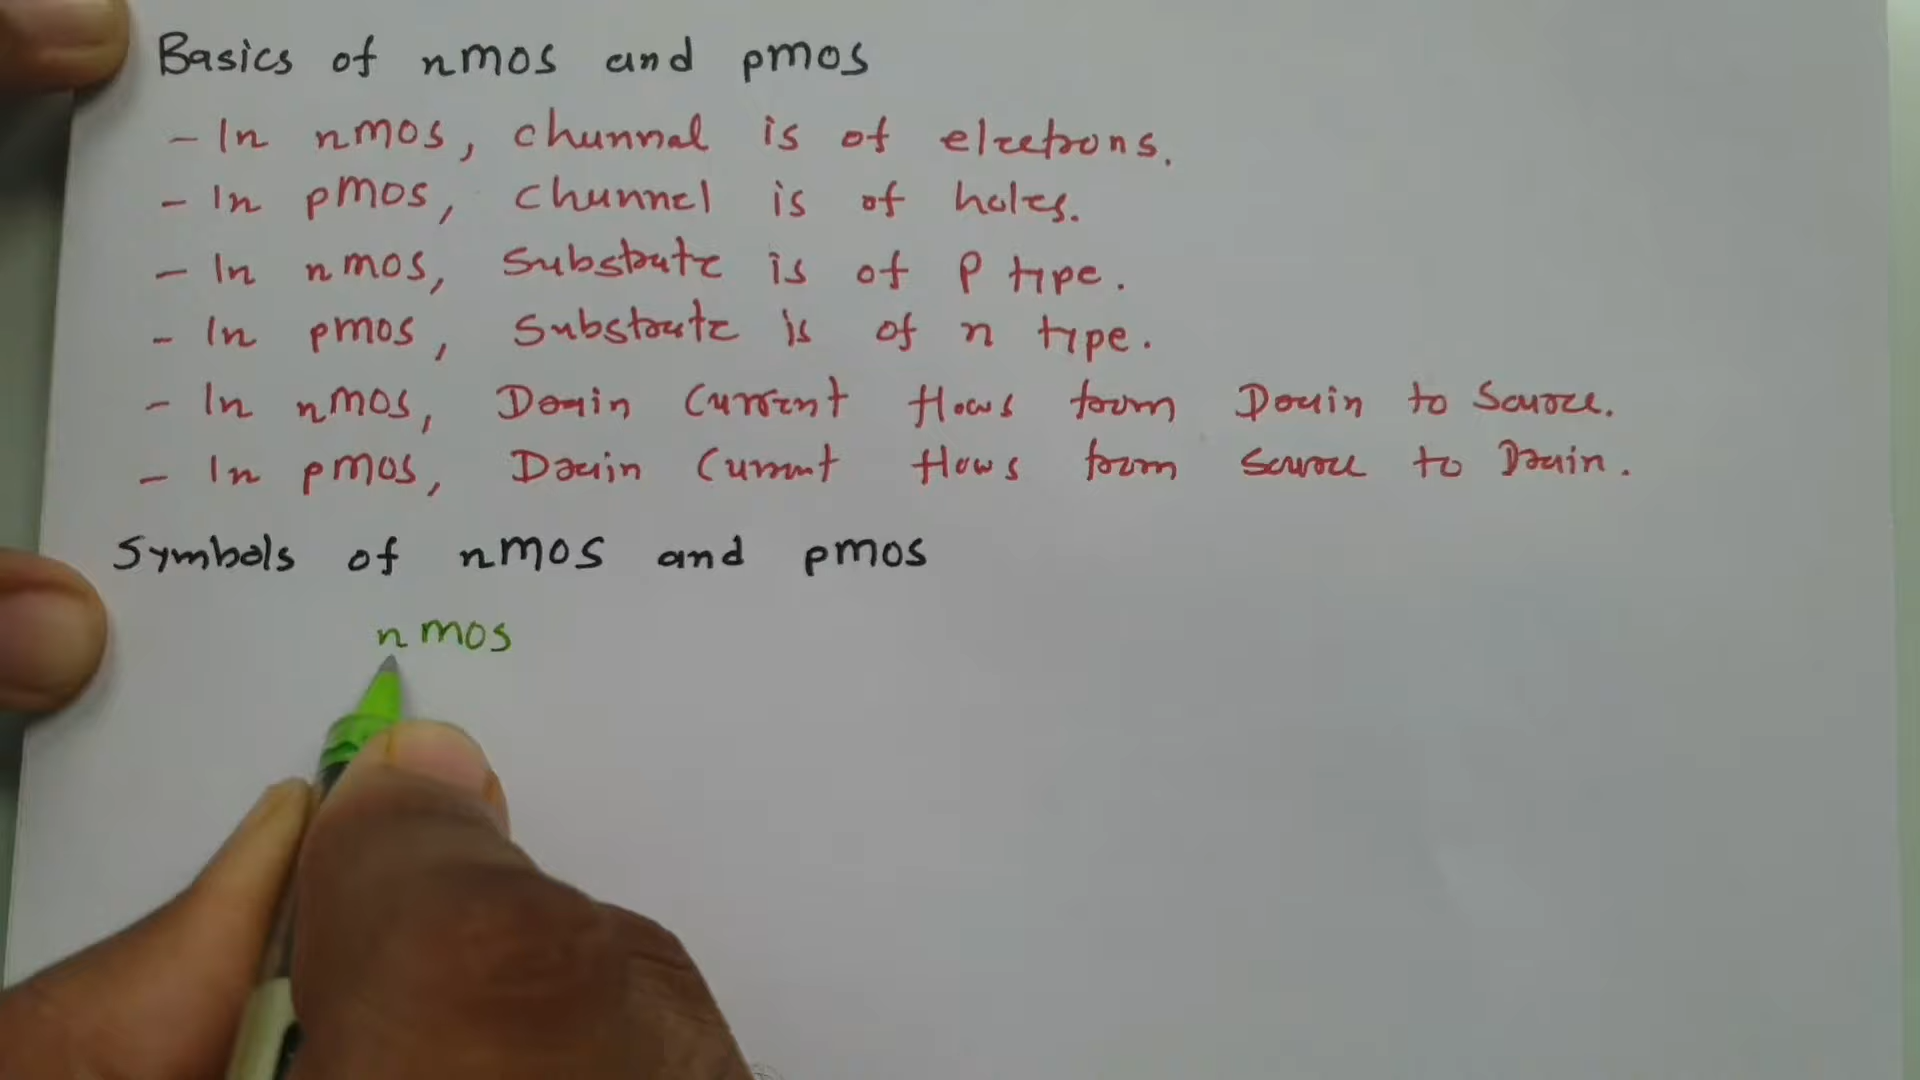 Basics of nmos and pmos
- In nmos, chunnal is of electrons.
- In pmos, chunnel is of holes.
- In nmos, Substrate is of P type.
- In pmos, Substrate is of n type.
- In nmos, Drain Current flows from Drain to Source.
- In pmos, Drain Current flows from Source to Drain.
Symbols of nmos and pmos
nmos